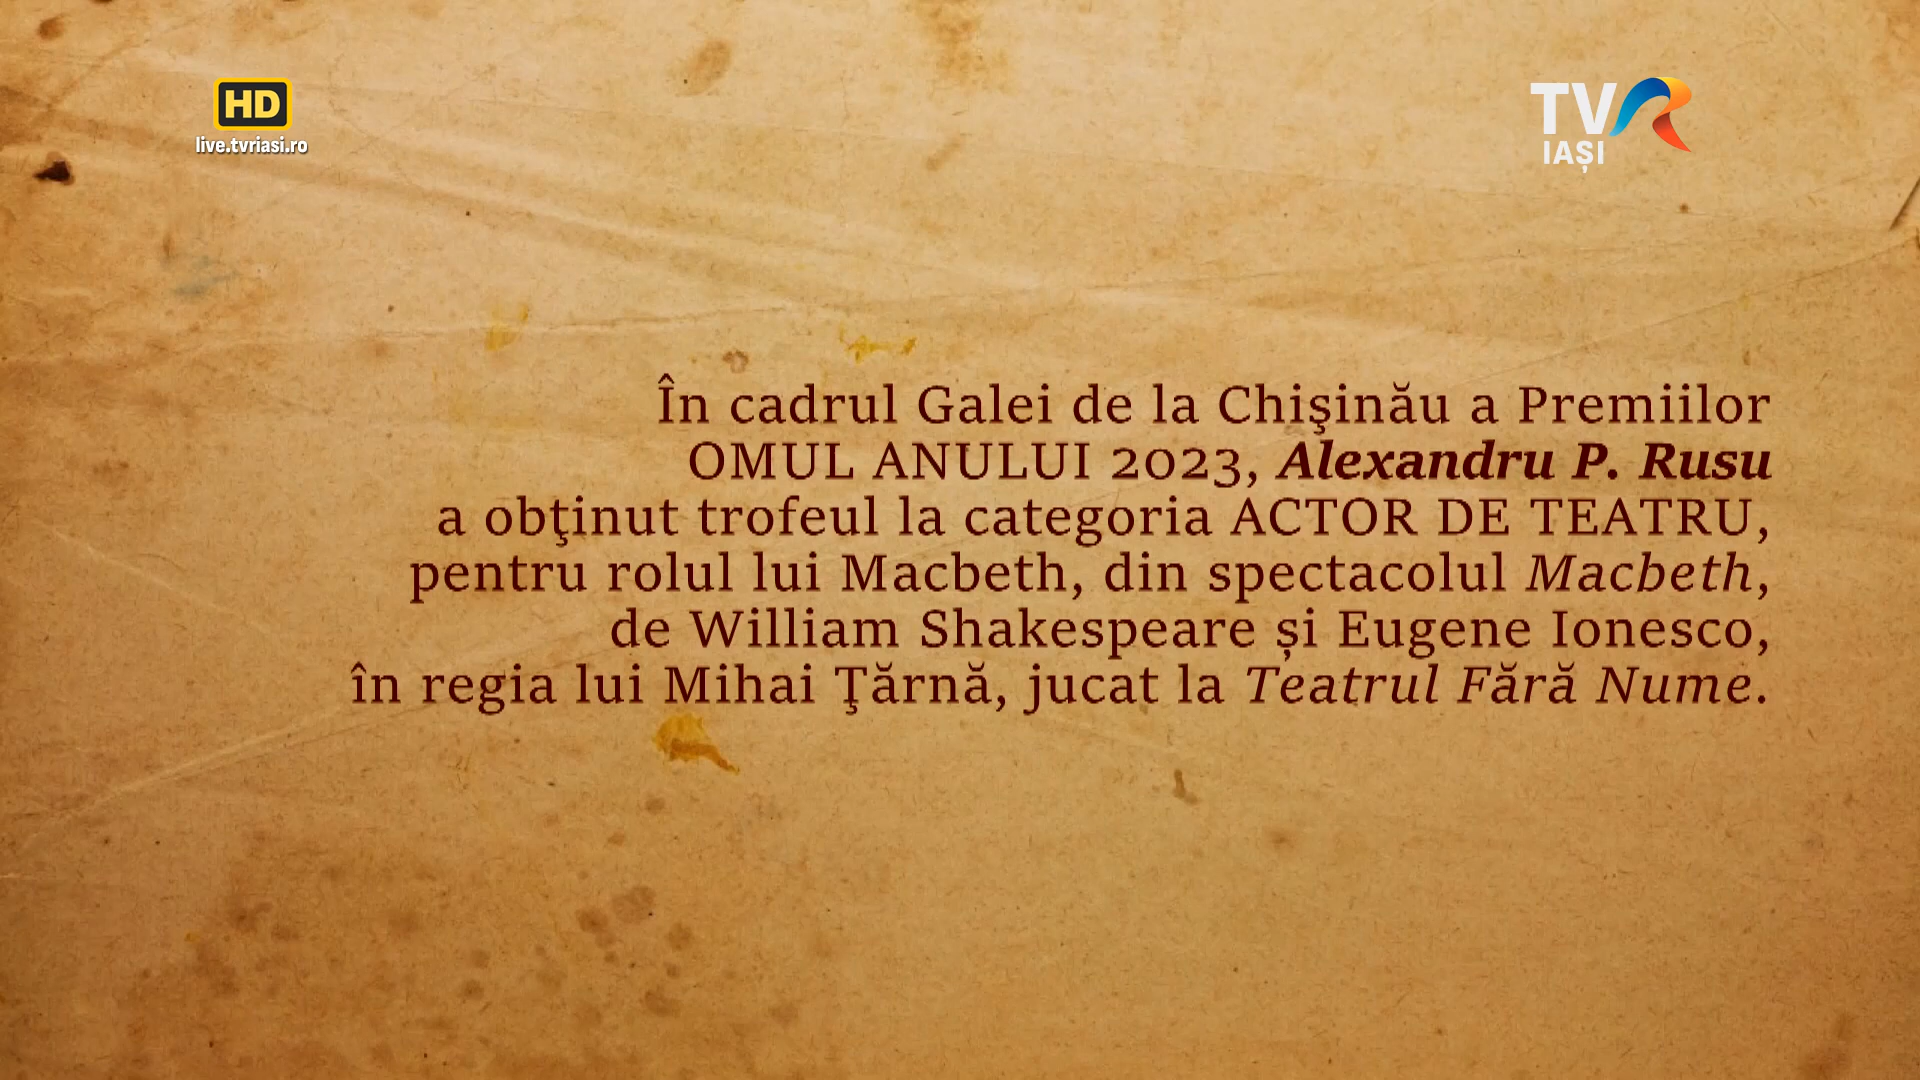 HD
live.tvriasi.ro
TVR
IAȘI
În cadrul Galei de la Chişinău a Premiilor
OMUL ANULUI 2023, Alexandru P. Rusu
a obţinut trofeul la categoria ACTOR DE TEATRU,
pentru rolul lui Macbeth, din spectacolul Macbeth,
de William Shakespeare și Eugene Ionesco,
în regia lui Mihai Ţărnă, jucat la Teatrul Fără Nume.